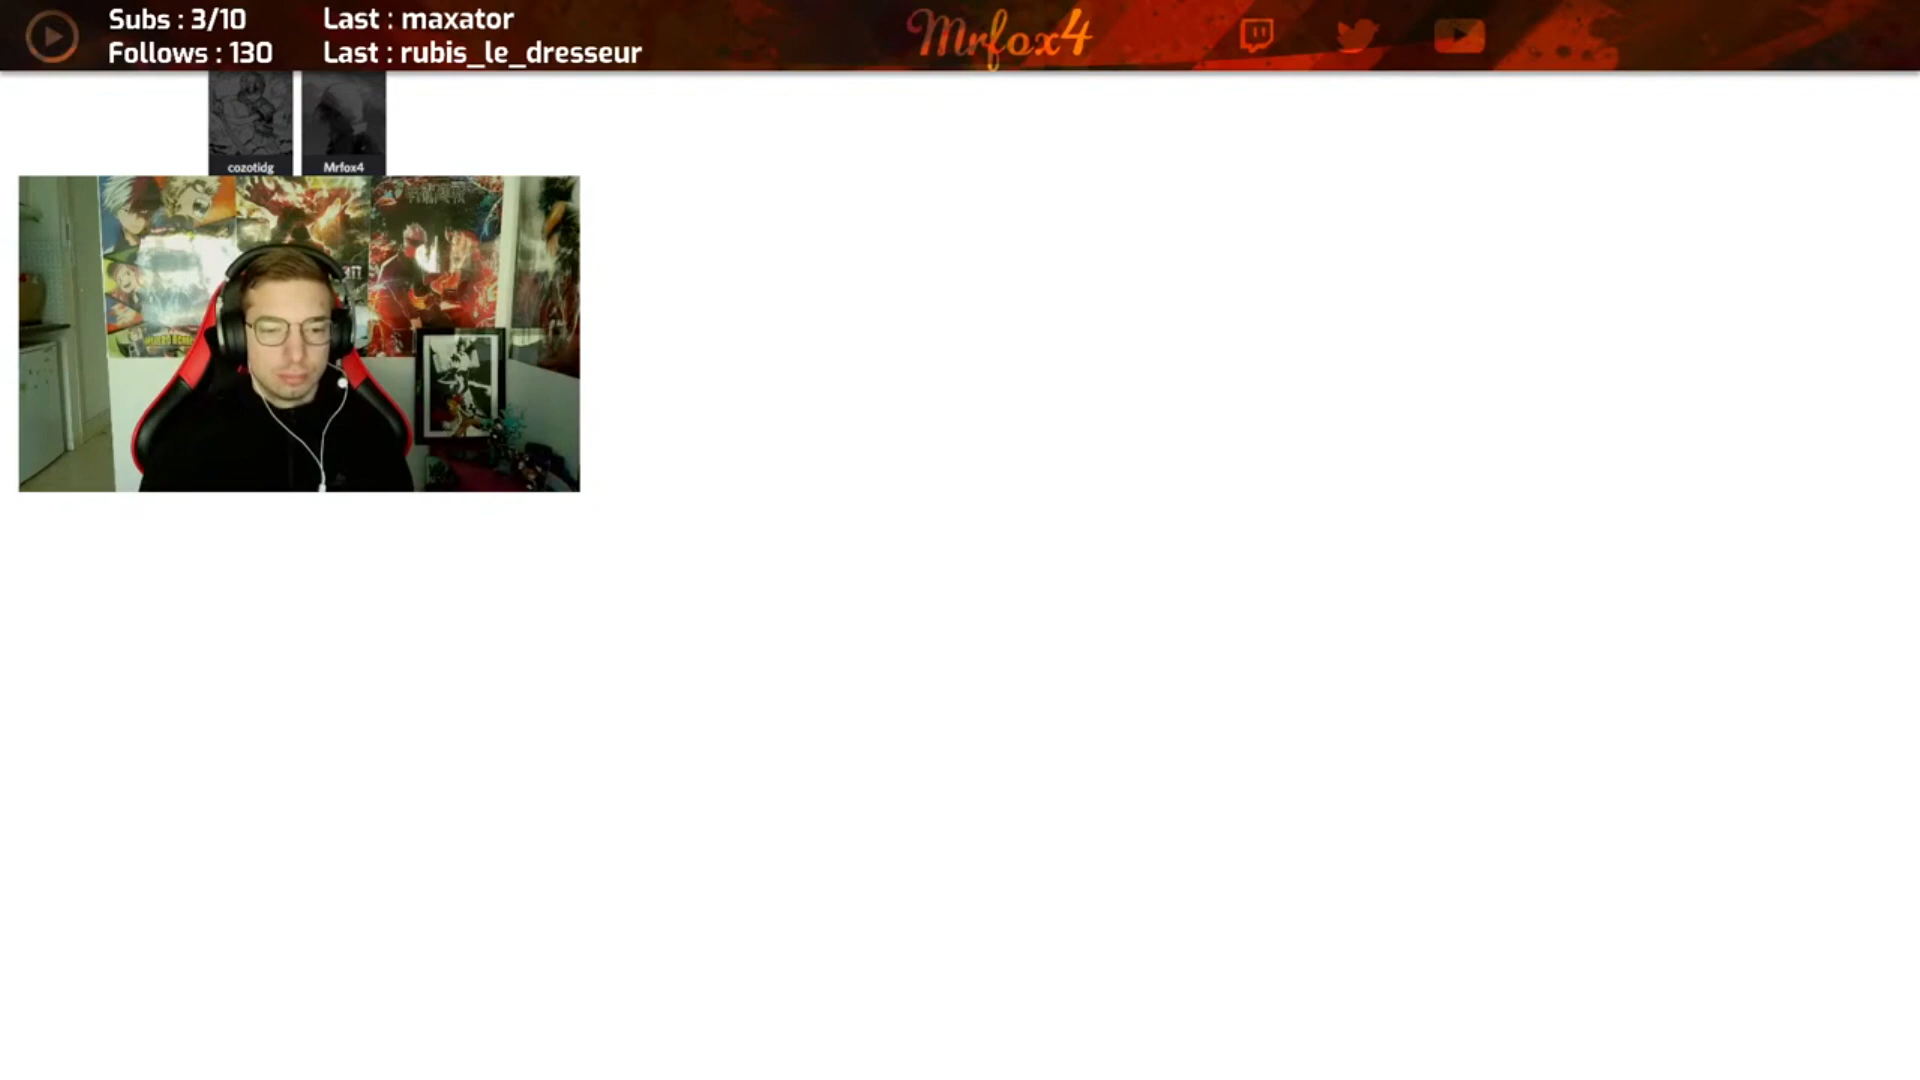 Subs : 3/10
Last : maxator
Follows : 130
Last : rubis_le_dresseur
Mrfox4
cozotidg
Mrfox4